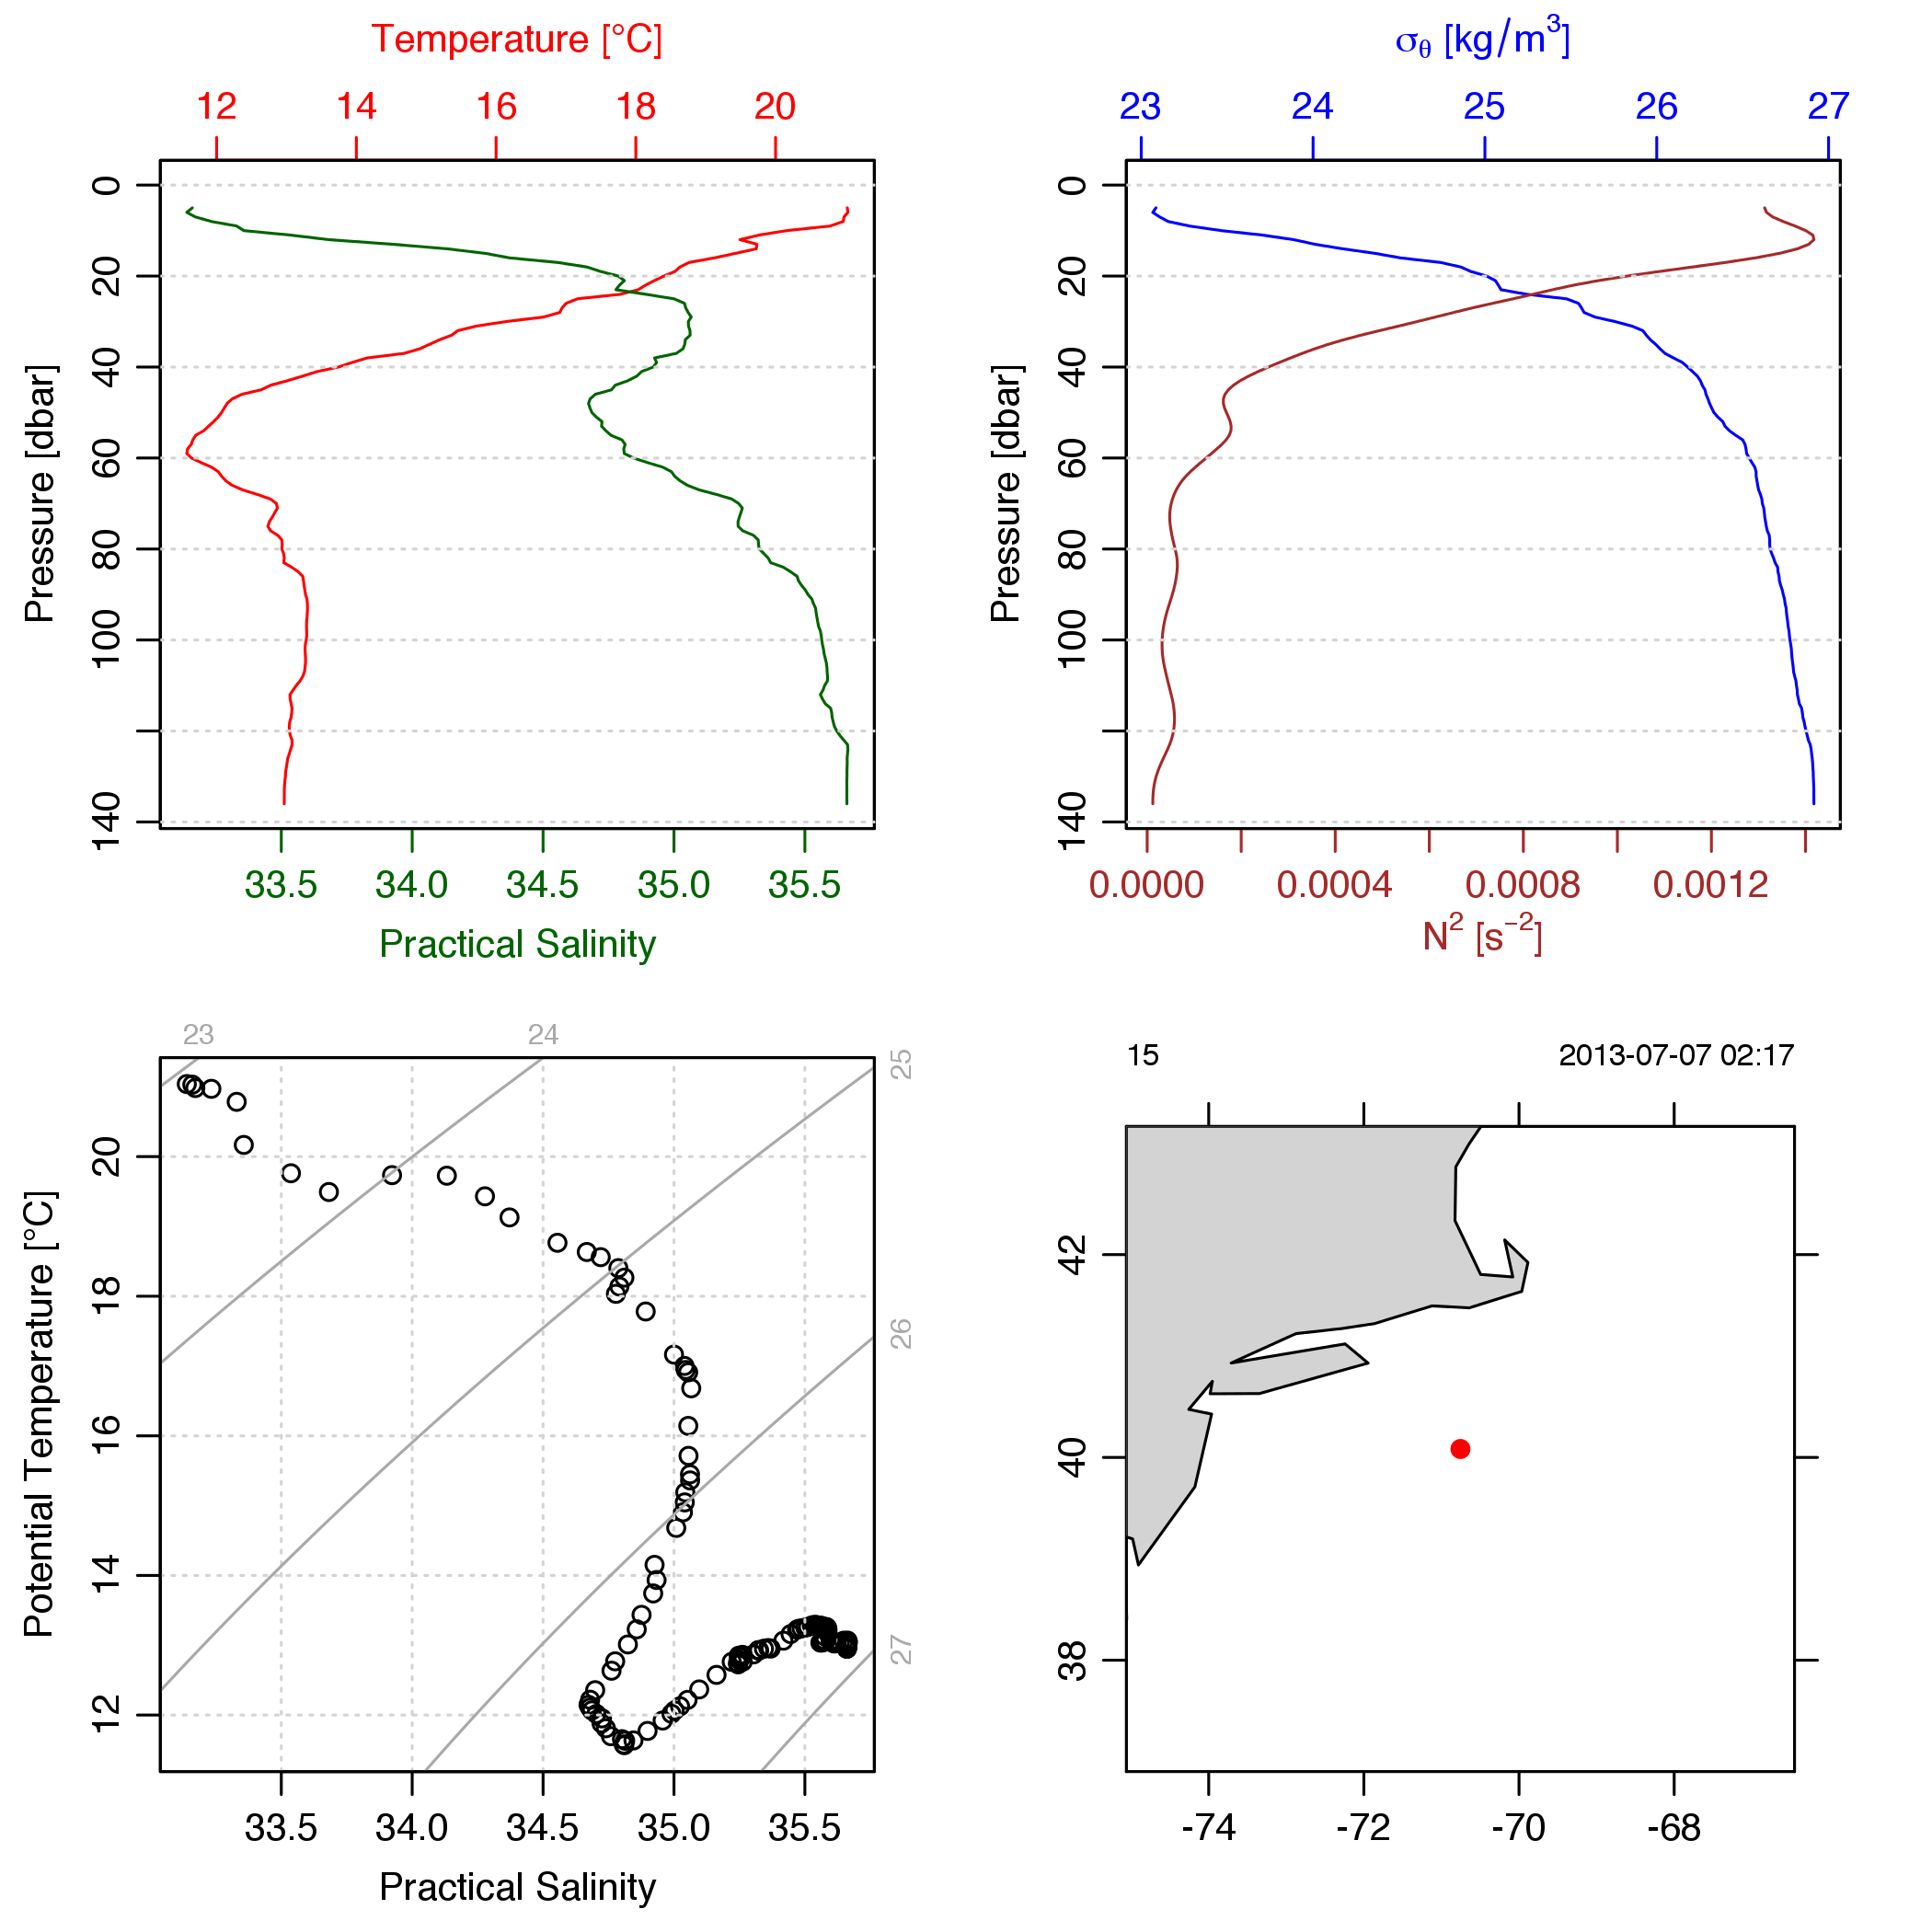 Temperature [°C]
12 14 16 18 20
0 20 40 60 80 100 140
Pressure [dbar]
33.5 34.0 34.5 35.0 35.5
Practical Salinity
σθ [kg/m³]
23 24 25 26 27
0 20 40 60 80 100 140
Pressure [dbar]
0.0000 0.0004 0.0008 0.0012
N² [s⁻²]
23 24
25
26
27
20 18 16 14 12
Potential Temperature [°C]
33.5 34.0 34.5 35.0 35.5
Practical Salinity
15 2013-07-07 02:17
42 40 38
-74 -72 -70 -68